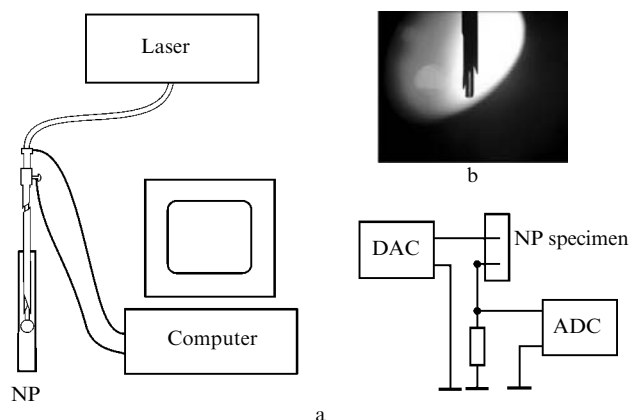 Laser
b
DAC
NP specimen
ADC
Computer
NP
a